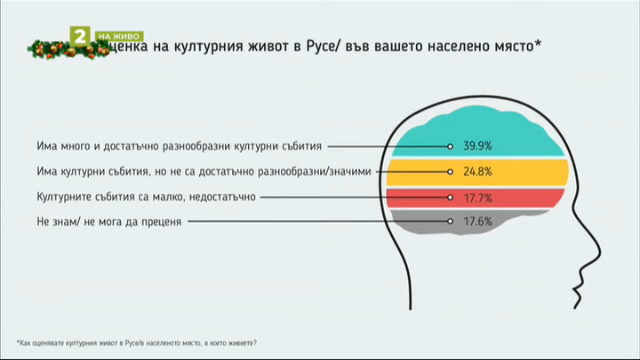 2 НА ЖИВО
ценка на културния живот в Русе/ във вашето населено място*
Има много и достатъчно разнообразни културни събития 39.9%
Има културни събития, но не са достатъчно разнообразни/значими 24.8%
Културните събития са малко, недостатъчно 17.7%
Не знам/ не мога да преценя 17.6%
*Как оценявате културния живот в Русе/в населеното място, в което живеете?